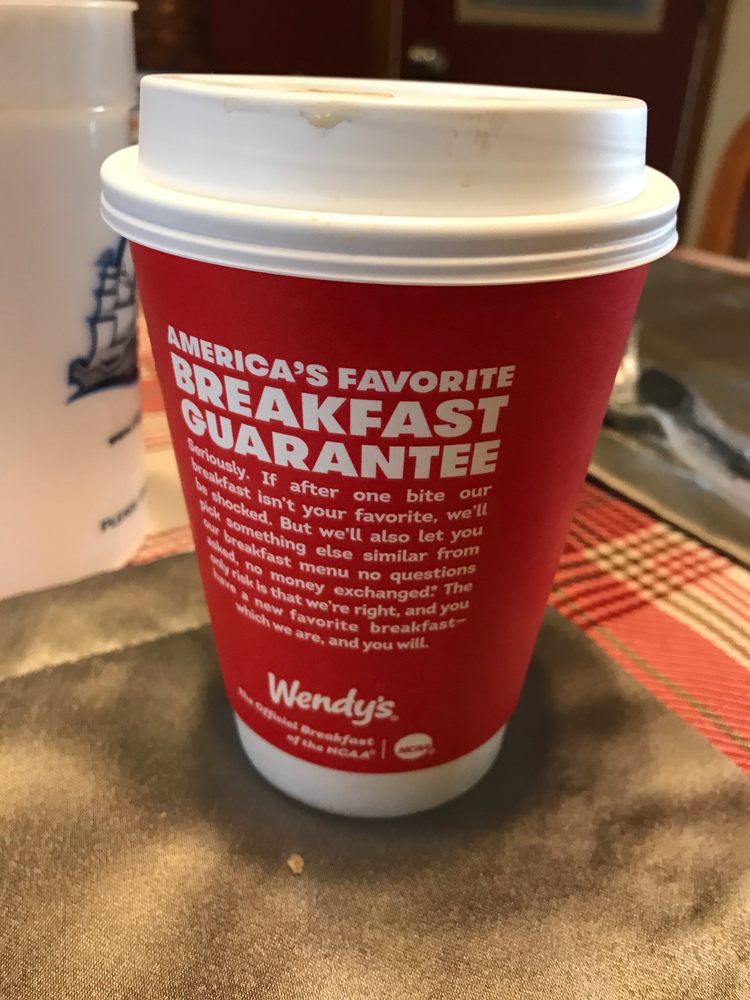 AMERICA'S FAVORITE
BREAKFAST
GUARANTEE
Seriously. If after one bite our
breakfast isn't your favorite, we'll
be shocked. But we'll also let you
pick something else similar from
our breakfast menu no questions
asked, no money exchanged.* The
only risk is that we're right, and you
have a new favorite breakfast—
which we are, and you will.
Wendy's
The Official Breakfast
of the NCAA®
NCAA